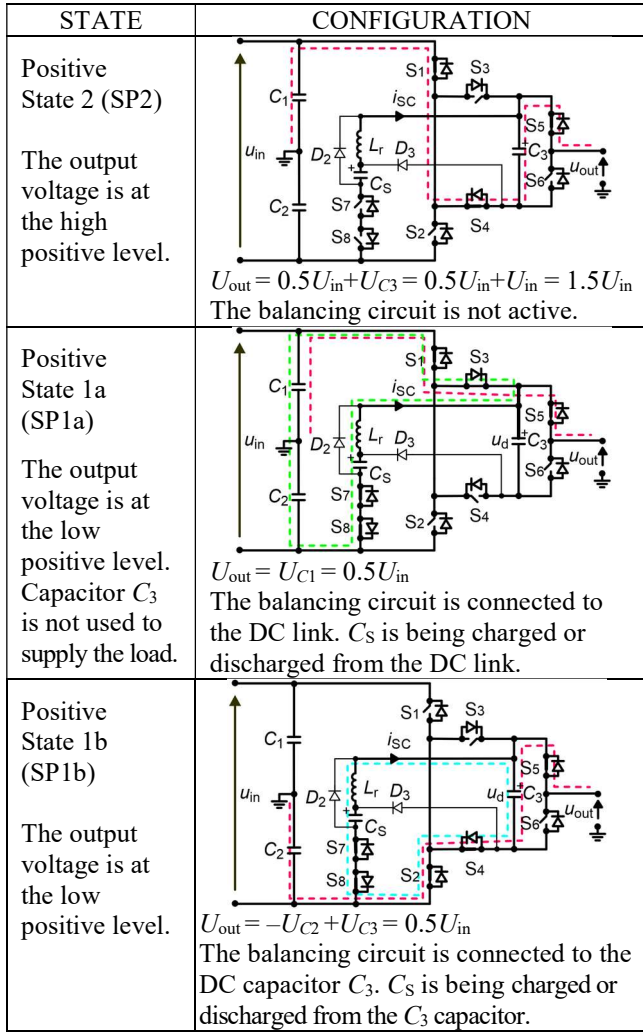 STATE
CONFIGURATION
Positive
State 2 (SP2)
The output
voltage is at
the high
positive level.
S1
S3
C1
iSC
S5
uin
D2
Lr
D3
C3
+
CS
uout
S6
C2
S7
S8
S2
S4
Uout = 0.5Uin+UC3 = 0.5Uin+Uin = 1.5Uin
The balancing circuit is not active.
Positive
State 1a
(SP1a)
The output
voltage is at
the low
positive level.
Capacitor C3
is not used to
supply the load.
S1
S3
C1
iSC
S5
uin
D2
Lr
D3
ud
+
C3
+
CS
uout
S6
C2
S7
S8
S2
S4
Uout = UC1 = 0.5Uin
The balancing circuit is connected to
the DC link. CS is being charged or
discharged from the DC link.
Positive
State 1b
(SP1b)
The output
voltage is at
the low
positive level.
S1
S3
C1
iSC
S5
uin
D2
Lr
D3
ud
+
C3
+
CS
uout
S6
C2
S7
S8
S2
S4
Uout = –UC2 +UC3 = 0.5Uin
The balancing circuit is connected to the
DC capacitor C3. CS is being charged or
discharged from the C3 capacitor.